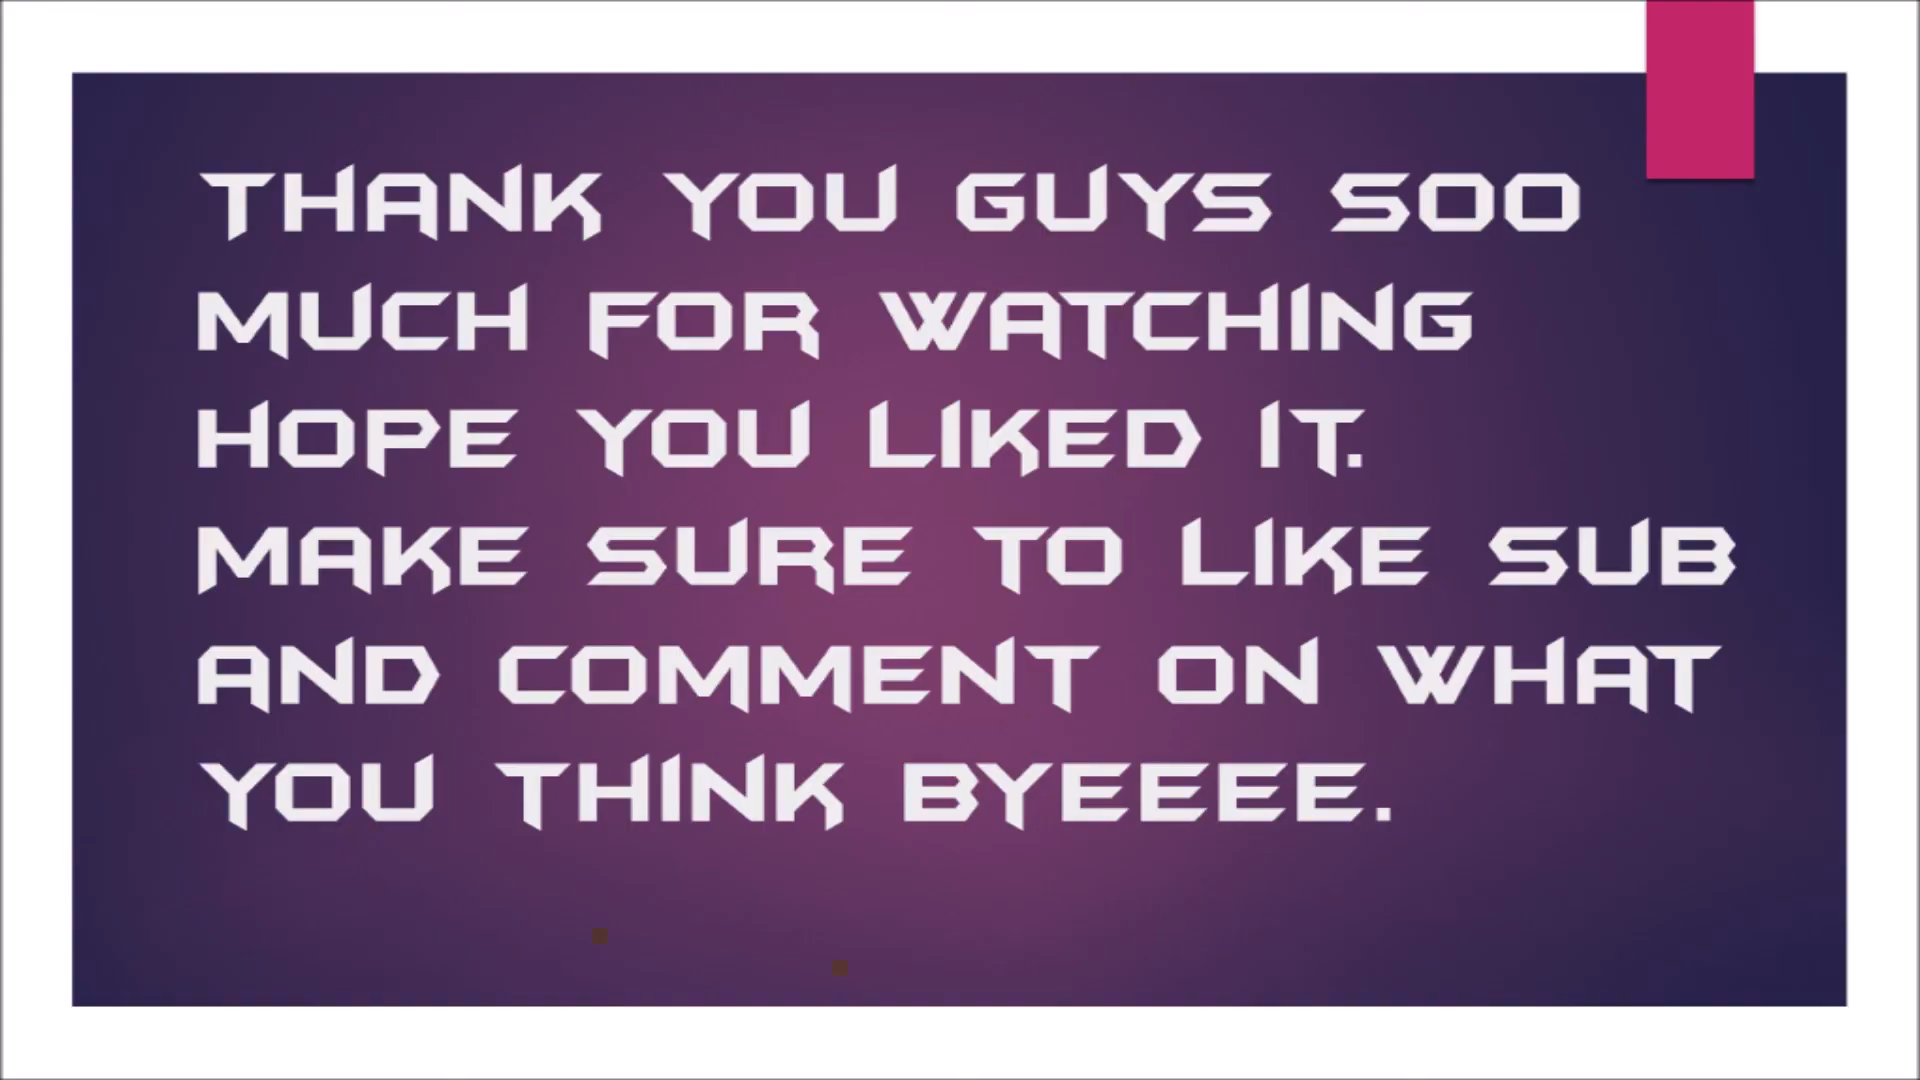 THANK YOU GUYS SOO
MUCH FOR WATCHING
HOPE YOU LIKED IT.
MAKE SURE TO LIKE SUB
AND COMMENT ON WHAT
YOU THINK BYEEEE.